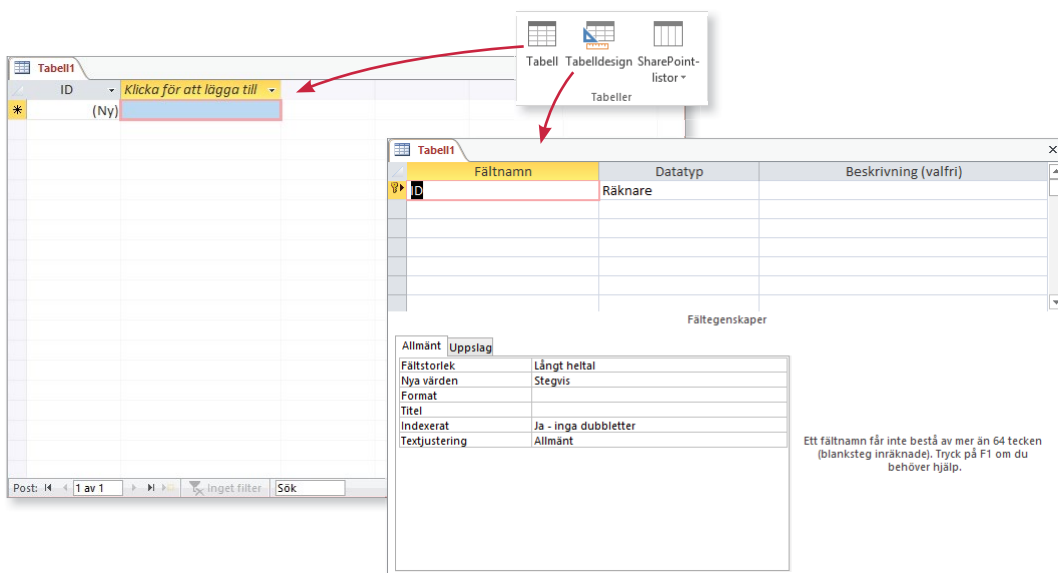 Tabell Tabelldesign SharePoint-
listor
Tabeller
Tabell1
ID Klicka för att lägga till
(Ny)
Post: 1 av 1 Inget filter Sök
Tabell1
Fältnamn Datatyp Beskrivning (valfri)
ID Räknare
Fältegenskaper
Allmänt Uppslag
Fältstorlek Långt heltal
Nya värden Stegvis
Format
Titel
Indexerat Ja - inga dubbletter
Textjustering Allmänt
Ett fältnamn får inte bestå av mer än 64 tecken
(blanksteg inräknade). Tryck på F1 om du
behöver hjälp.